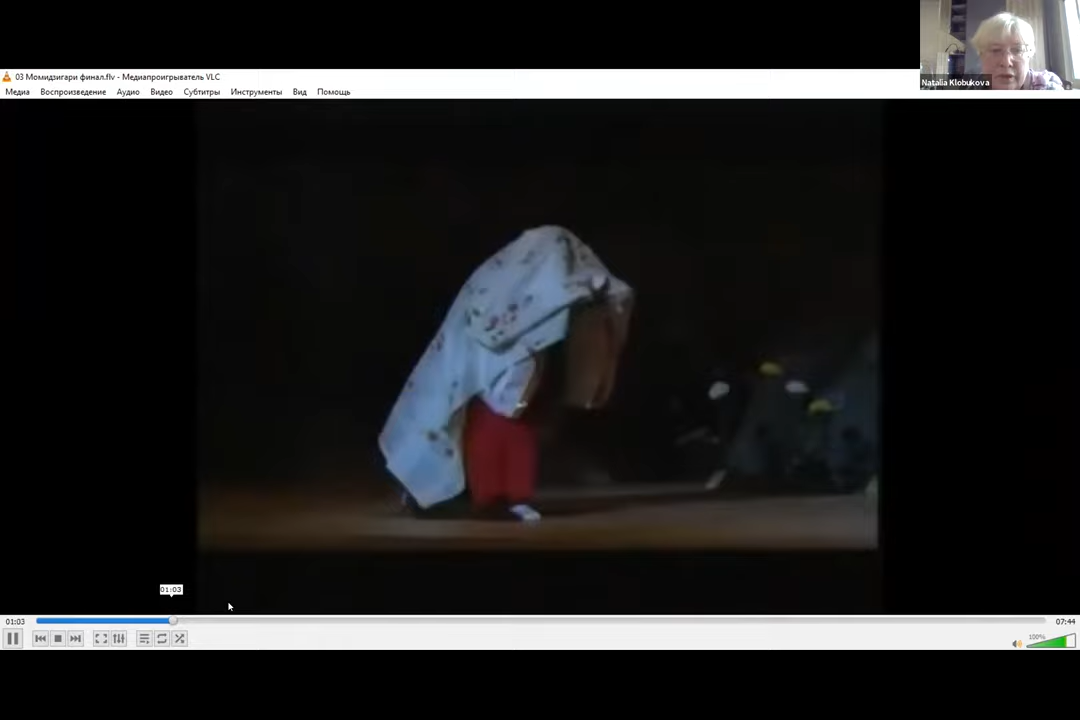 Natalia Klobukova
03 Момидзигари финал.flv - Медиапроигрыватель VLC
Медиа Воспроизведение Аудио Видео Субтитры Инструменты Вид Помощь
01:03
01:03 07:44
100%